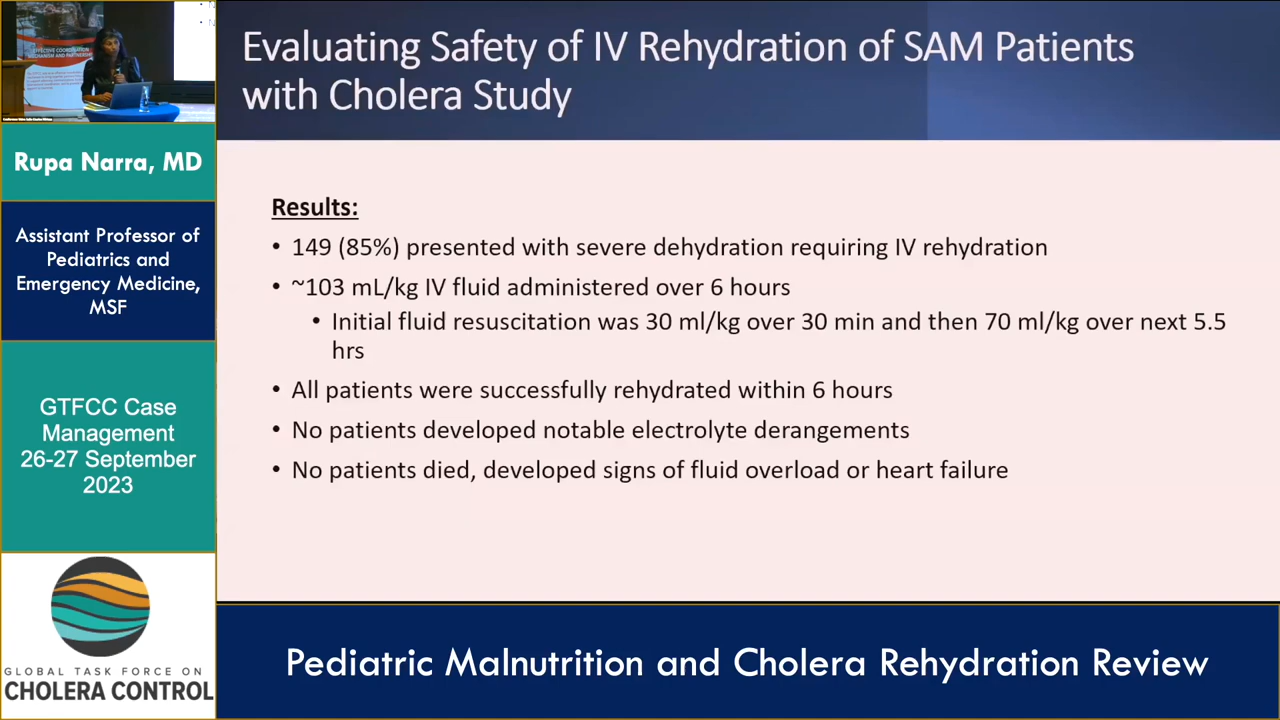 Evaluating Safety of IV Rehydration of SAM Patients
with Cholera Study
Rupa Narra, MD
Assistant Professor of
Pediatrics and
Emergency Medicine,
MSF
GTFCC Case
Management
26-27 September
2023
GLOBAL TASK FORCE ON
CHOLERA CONTROL
Results:
• 149 (85%) presented with severe dehydration requiring IV rehydration
• ~103 mL/kg IV fluid administered over 6 hours
• Initial fluid resuscitation was 30 ml/kg over 30 min and then 70 ml/kg over next 5.5
hrs
• All patients were successfully rehydrated within 6 hours
• No patients developed notable electrolyte derangements
• No patients died, developed signs of fluid overload or heart failure
Pediatric Malnutrition and Cholera Rehydration Review